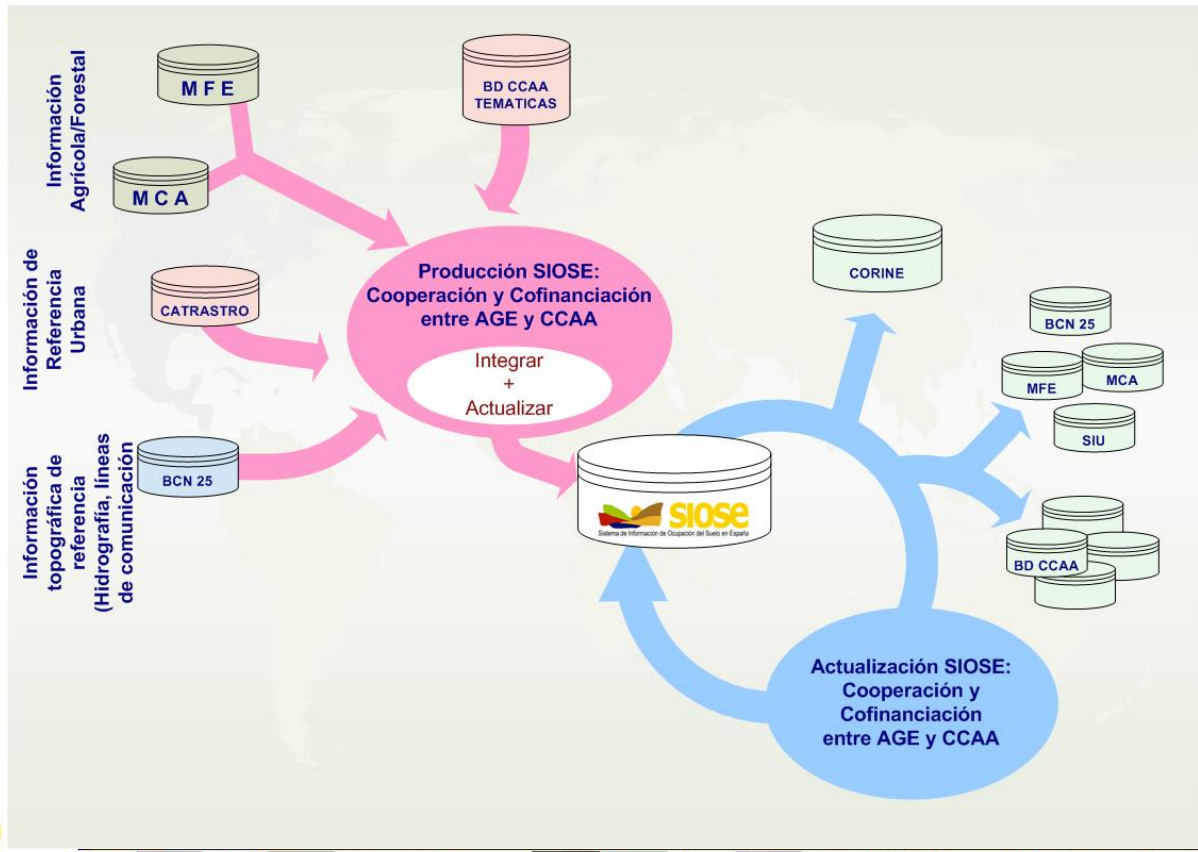 Información
Agrícola/Forestal
M F E
M C A
BD CCAA
TEMATICAS
Información de
Referencia
Urbana
CATRASTRO
Producción SIOSE:
Cooperación y Cofinanciación
entre AGE y CCAA
Integrar
+
Actualizar
Información
topográfica de
referencia
(Hidrografía, líneas
de comunicación
BCN 25
SIOSE
Sistema de Información de Ocupación del Suelo en España
CORINE
BCN 25
MFE
MCA
SIU
BD CCAA
Actualización SIOSE:
Cooperación y
Cofinanciación
entre AGE y CCAA